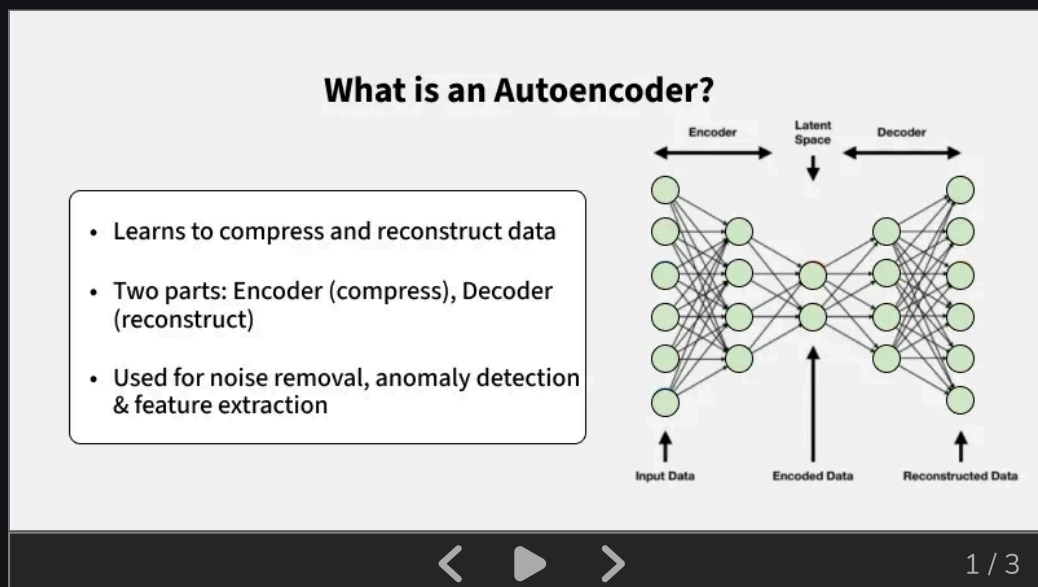 What is an Autoencoder?
Encoder
Latent
Space
Decoder
• Learns to compress and reconstruct data
• Two parts: Encoder (compress), Decoder
(reconstruct)
• Used for noise removal, anomaly detection
& feature extraction
Input Data
Encoded Data
Reconstructed Data
1 / 3